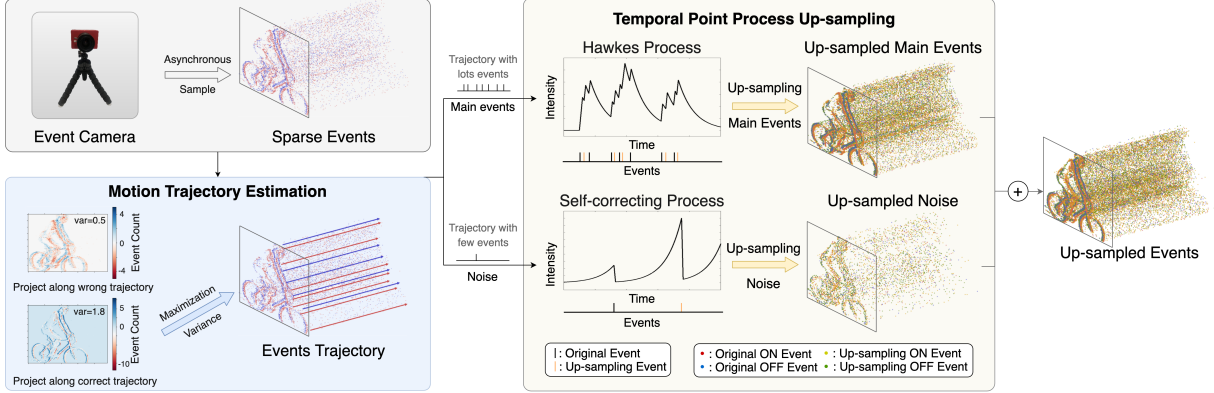 Event Camera
Asynchronous
Sample
Sparse Events
Motion Trajectory Estimation
var=0.5
4
0
-4
Event Count
Project along wrong trajectory
var=1.8
5
0
-10
Event Count
Project along correct trajectory
Maximization
Variance
Events Trajectory
Trajectory with
lots events
Main events
Trajectory with
few events
Noise
Temporal Point Process Up-sampling
Hawkes Process
Intensity
Time
Events
Up-sampling
Main Events
Up-sampled Main Events
Self-correcting Process
Intensity
Time
Events
Up-sampling
Noise
Up-sampled Noise
: Original Event
: Up-sampling Event
: Original ON Event
: Up-sampling ON Event
: Original OFF Event
: Up-sampling OFF Event
+
Up-sampled Events